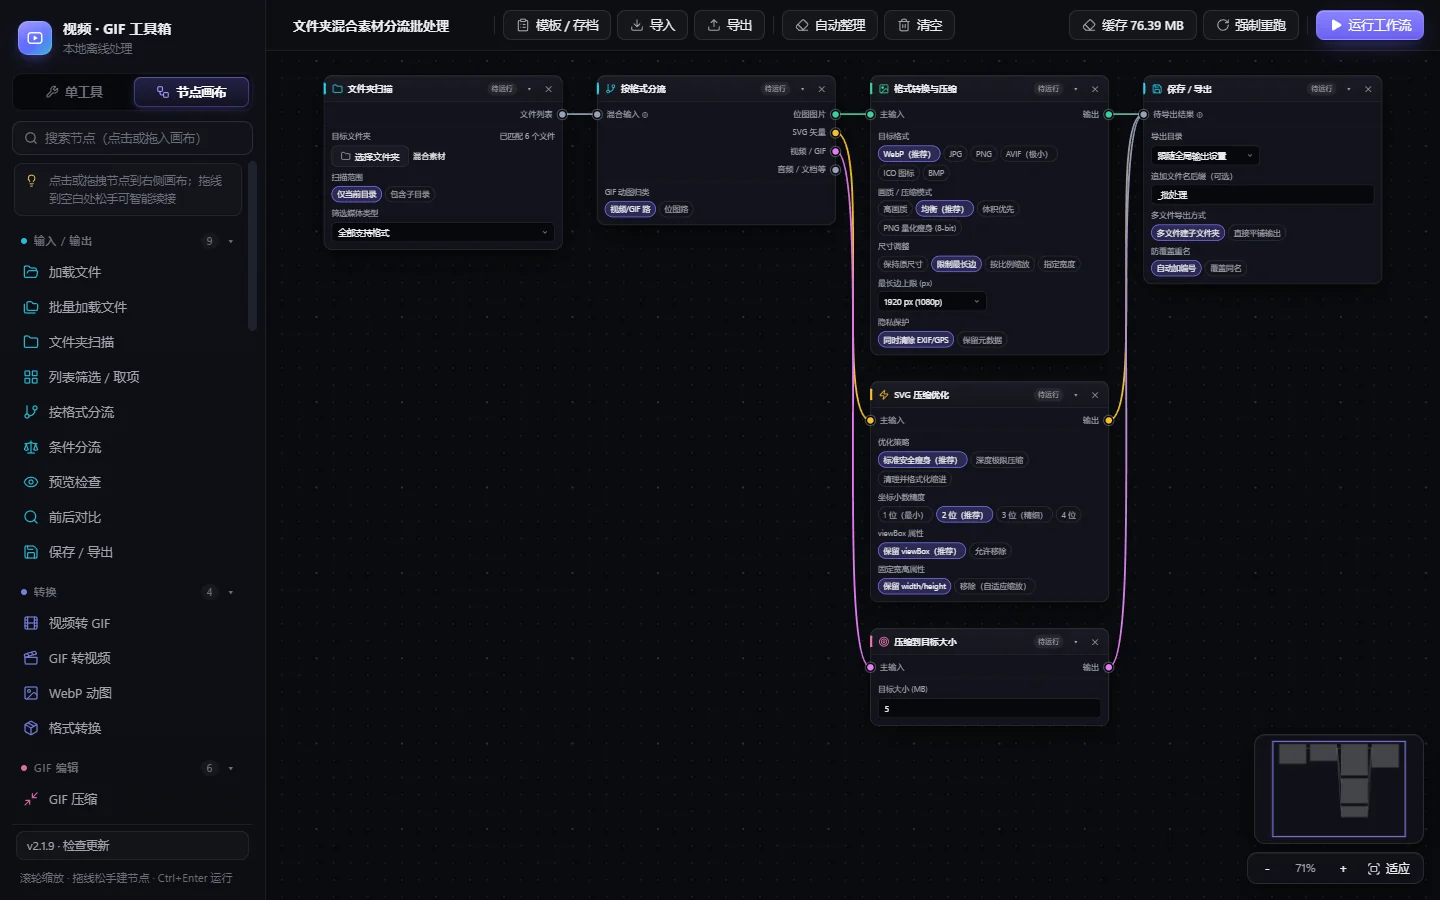 视频 · GIF 工具箱
本地离线处理
单工具
节点画布
搜索节点（点击或拖入画布）
点击或拖拽节点到右侧画布；拖线
到空白处松手可智能续接
输入 / 输出 9
加载文件
批量加载文件
文件夹扫描
列表筛选 / 取项
按格式分流
条件分流
预览检查
前后对比
保存 / 导出
转换 4
视频转 GIF
GIF 转视频
WebP 动图
格式转换
GIF 编辑 6
GIF 压缩
v2.1.9 · 检查更新
滚轮缩放 · 拖线松手建节点 · Ctrl+Enter 运行
文件夹混合素材分流批处理
模板 / 存档
导入
导出
自动整理
清空
缓存 76.39 MB
强制重跑
运行工作流
文件夹扫描 待运行
文件列表
目标文件夹 已匹配 6 个文件
选择文件夹 混合素材
扫描范围
仅当前目录 包含子目录
筛选媒体类型
全部支持格式
按格式分流 待运行
混合输入 位图图片
SVG 矢量
视频 / GIF
音频 / 文档等
GIF 动图归类
视频/GIF 路 位图路
格式转换与压缩 待运行
主输入 输出
目标格式
WebP（推荐） JPG PNG AVIF（极小）
ICO 图标 BMP
画质 / 压缩模式
高画质 均衡（推荐） 体积优先
PNG 量化瘦身 (8-bit)
尺寸调整
保持原尺寸 限制最长边 按比例缩放 指定宽度
最长边上限 (px)
1920 px (1080p)
隐私保护
同时清除 EXIF/GPS 保留元数据
SVG 压缩优化 待运行
主输入 输出
优化策略
标准安全瘦身（推荐） 深度极限压缩
清理并格式化缩进
坐标小数精度
1 位（最小） 2 位（推荐） 3 位（精细） 4 位
viewBox 属性
保留 viewBox（推荐） 允许移除
固定宽高属性
保留 width/height 移除（自适应缩放）
压缩到目标大小 待运行
主输入 输出
目标大小 (MB)
5
保存 / 导出 待运行
待导出结果
导出目录
跟随全局输出设置
追加文件名后缀（可选）
_批处理
多文件导出方式
多文件建子文件夹 直接平铺输出
防覆盖重名
自动加编号 覆盖同名
- 71% + 适应